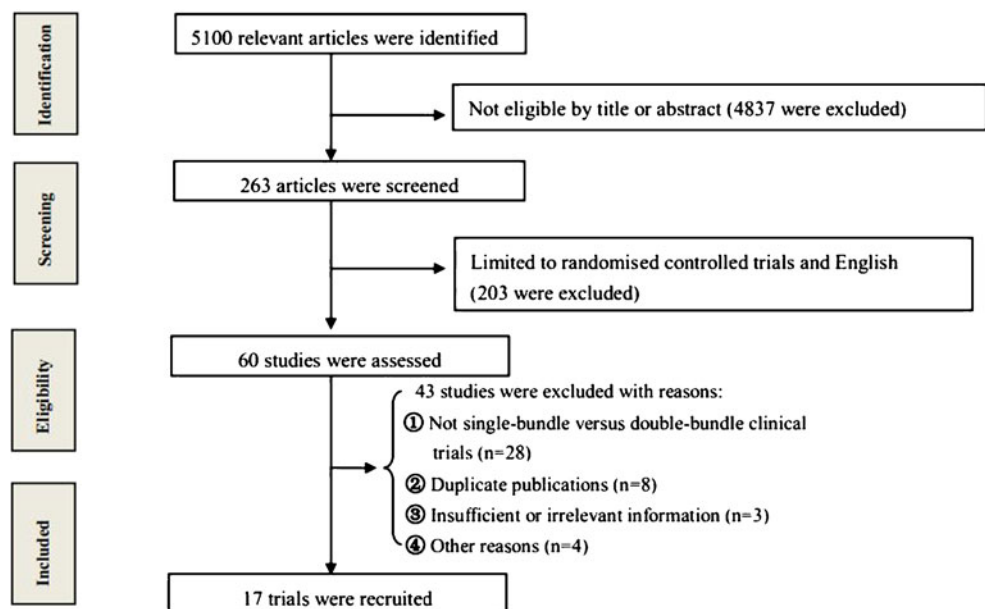 Identification
5100 relevant articles were identified
Not eligible by title or abstract (4837 were excluded)
Screening
263 articles were screened
Limited to randomised controlled trials and English
(203 were excluded)
Eligibility
60 studies were assessed
43 studies were excluded with reasons:
① Not single-bundle versus double-bundle clinical
trials (n=28)
② Duplicate publications (n=8)
③ Insufficient or irrelevant information (n=3)
④ Other reasons (n=4)
Included
17 trials were recruited